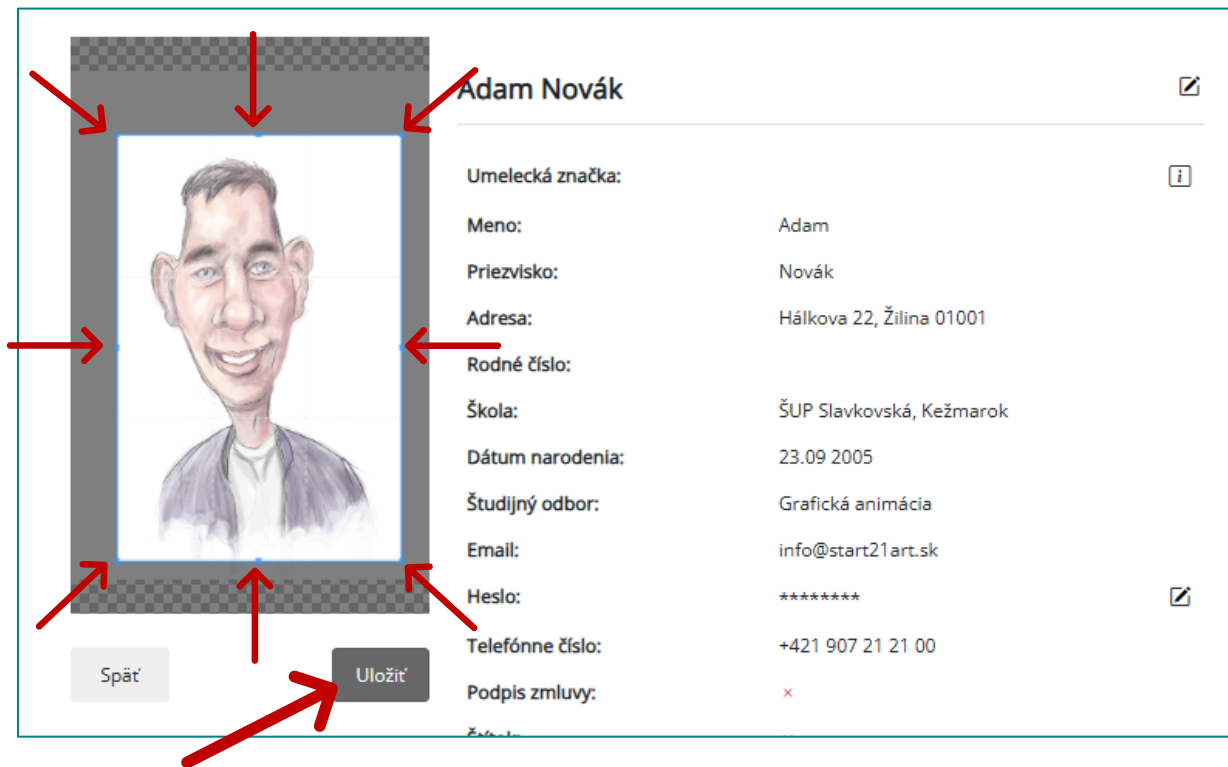 Adam Novák
Umelecká značka:
Meno: Adam
Priezvisko: Novák
Adresa: Hálkova 22, Žilina 01001
Rodné číslo:
Škola: ŠUP Slavkovská, Kežmarok
Dátum narodenia: 23.09 2005
Študijný odbor: Grafická animácia
Email: info@start21art.sk
Heslo: ********
Telefónne číslo: +421 907 21 21 00
Podpis zmluvy: ×
Späť
Uložiť